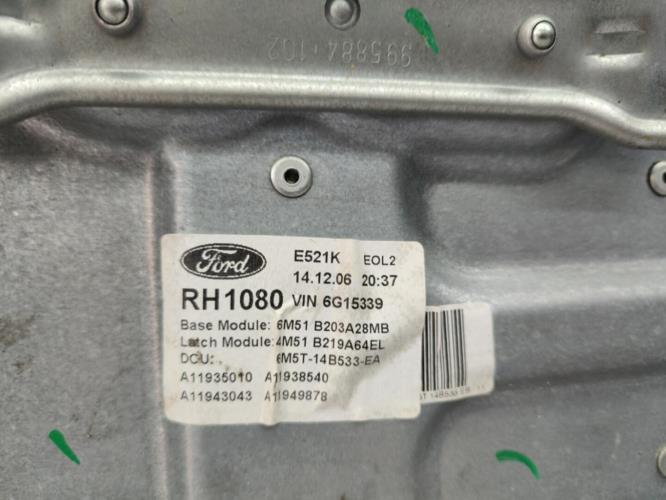 995884-102
Ford
E521K EOL2
14.12.06 20:37
RH1080 VIN 6G15339
Base Module: 6M51 B203A28MB
Latch Module: 4M51 B219A64EL
DCU: 6M5T-14B533-EA
A11935010 A11938540
A11943043 A11949878